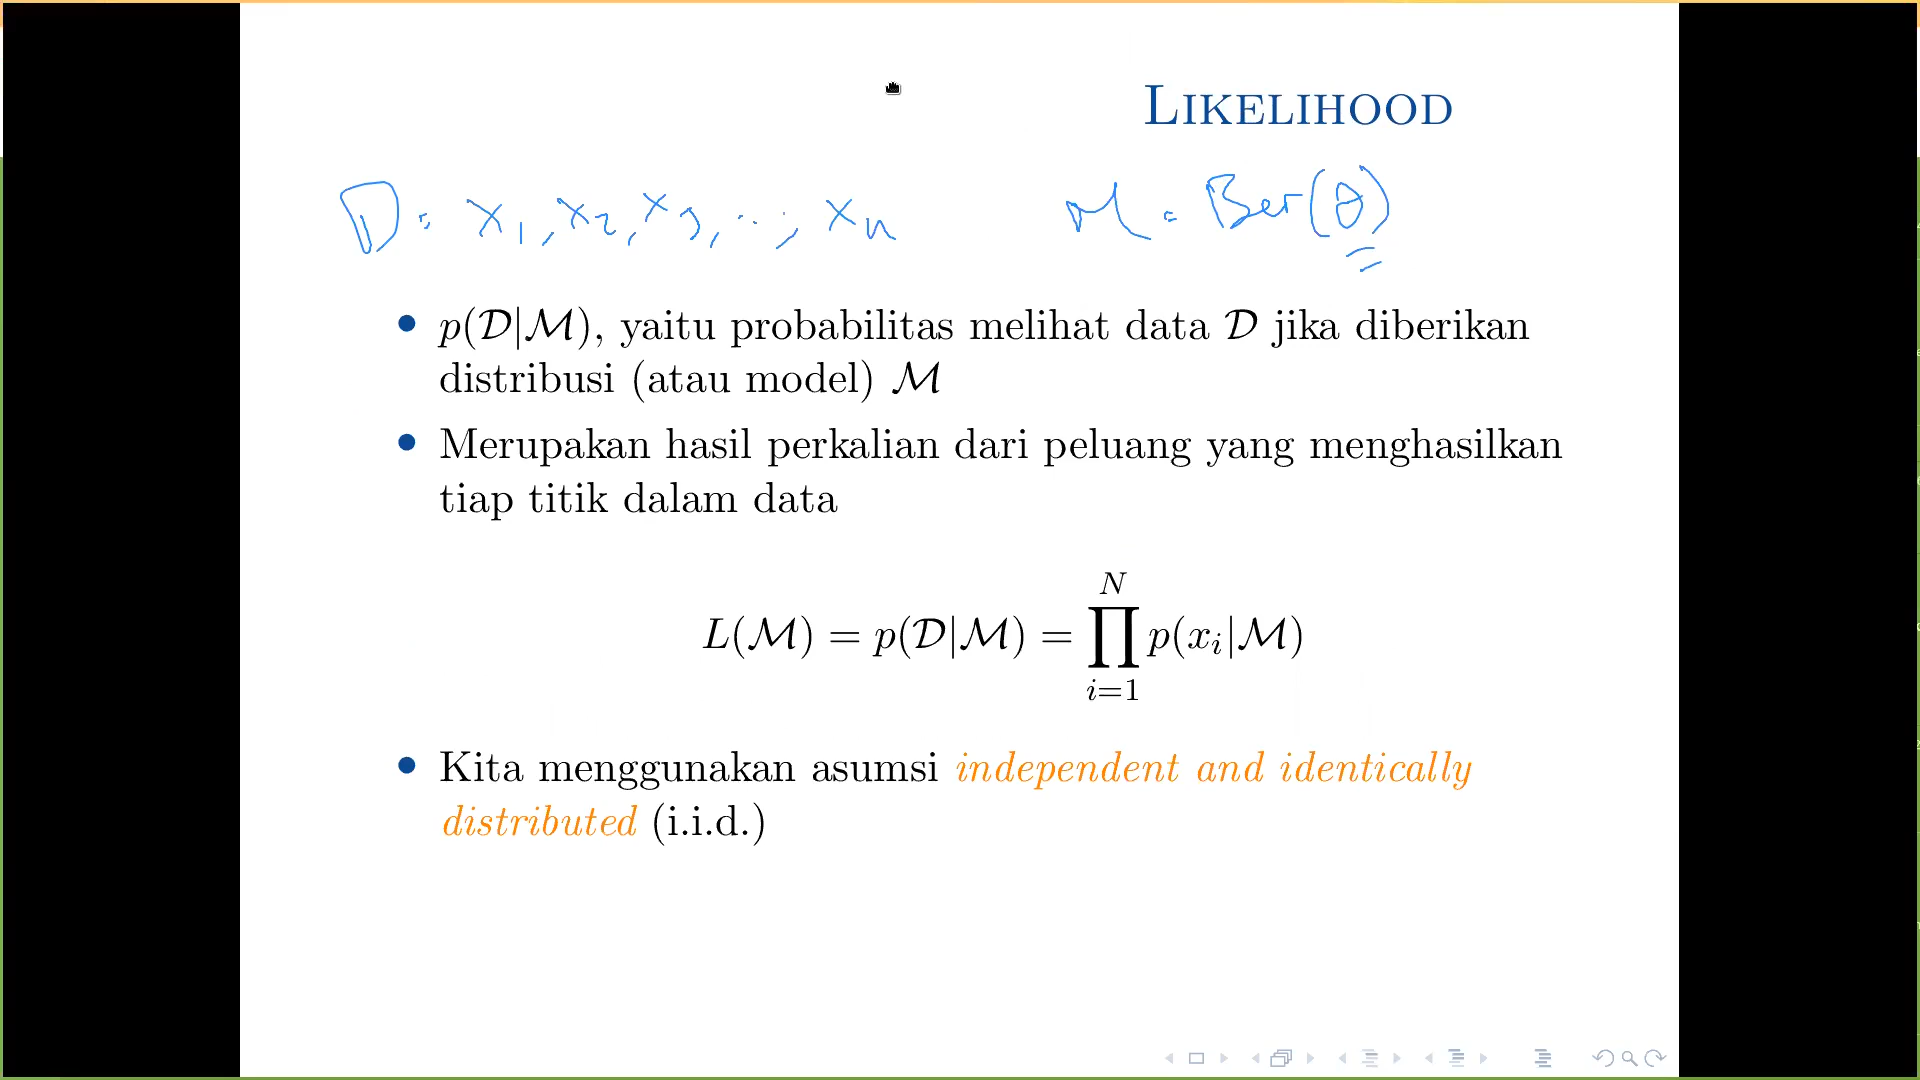 LIKELIHOOD
D = x₁, x₂, x₃, ..., xₙ
M = Ber(θ)
• p(𝒟|ℳ), yaitu probabilitas melihat data 𝒟 jika diberikan
distribusi (atau model) ℳ
• Merupakan hasil perkalian dari peluang yang menghasilkan
tiap titik dalam data
L(ℳ) = p(𝒟|ℳ) = ∏_{i=1}^{N} p(xᵢ|ℳ)
• Kita menggunakan asumsi independent and identically
distributed (i.i.d.)